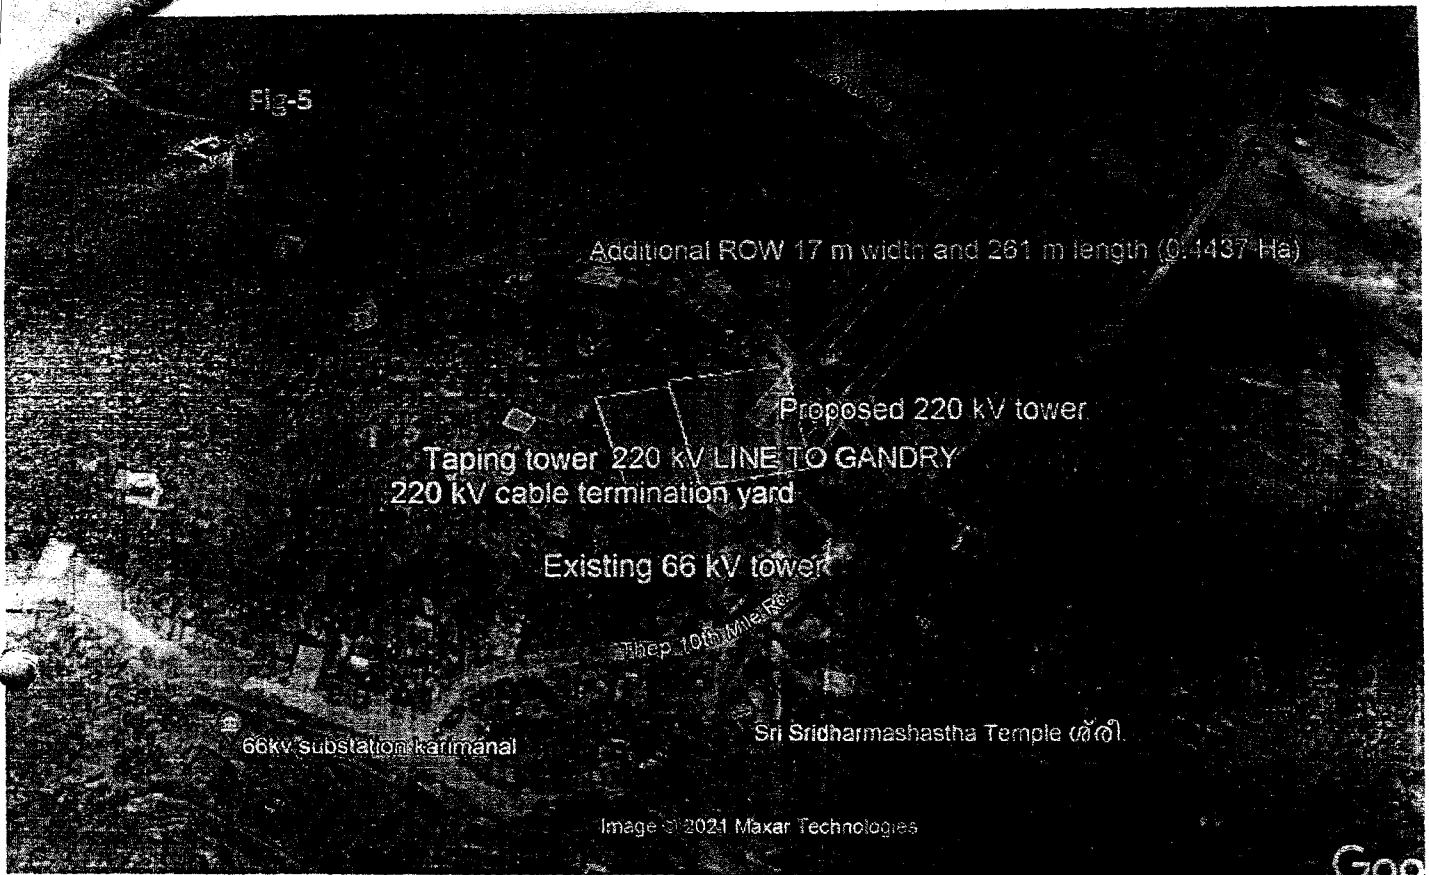 Fig-5
Additional ROW 17 m width and 261 m length (0.4437 Ha)
Proposed 220 kV tower
Taping tower 220 kV LINE TO GANDRY
220 kV cable termination yard
Existing 66 kV tower
Thep 10th Mile Rd
Sri Sridharmashastha Temple ശ്രീ.
66kv substation karimanal
Image © 2021 Maxar Technologies
Goo